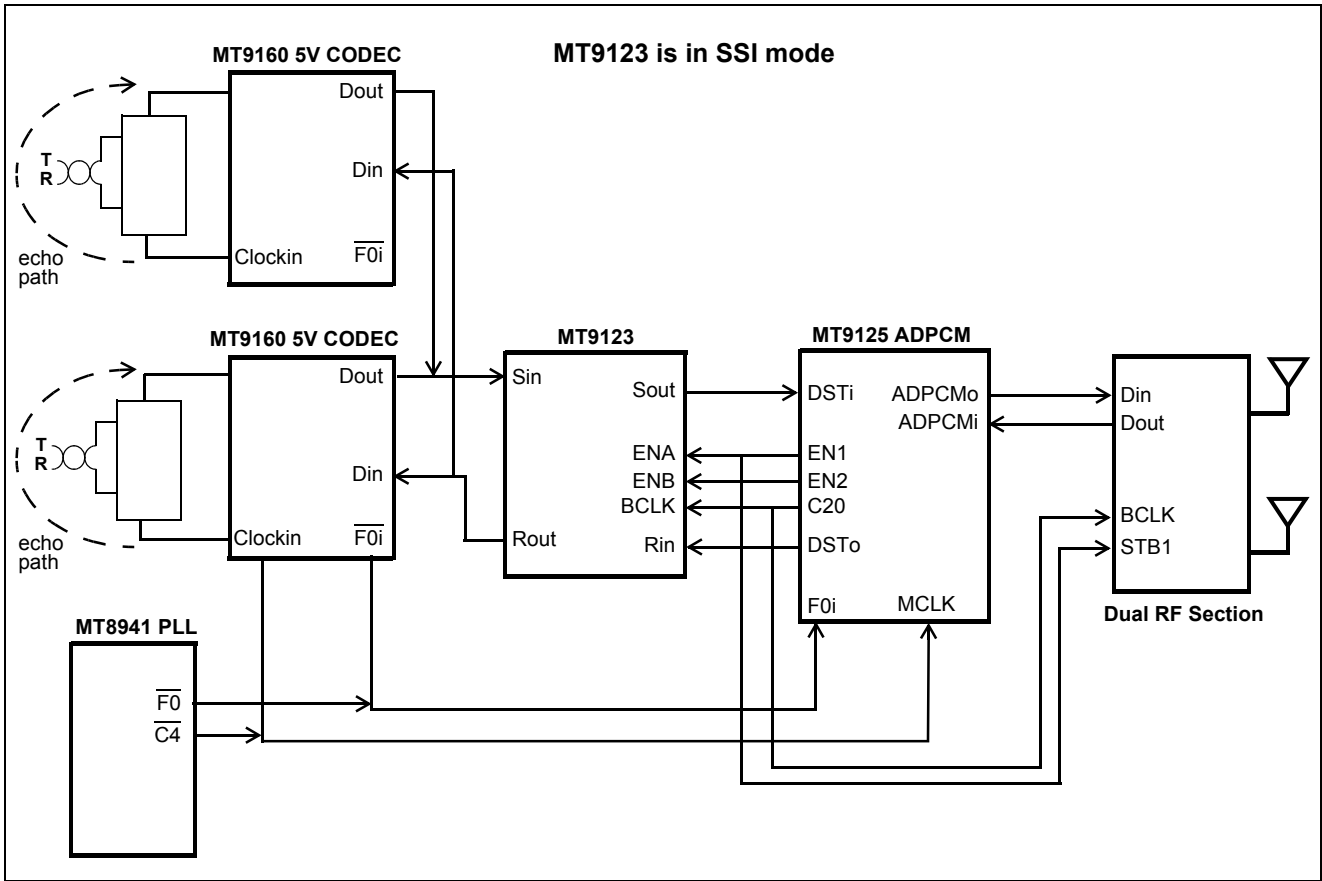 MT9160 5V CODEC
MT9123 is in SSI mode
Dout
Din
Clockin
F0i
T
R
echo
path
MT9160 5V CODEC
Dout
Din
Clockin
F0i
T
R
echo
path
MT9123
Sin
Sout
ENA
ENB
BCLK
Rin
Rout
MT9125 ADPCM
DSTi
ADPCMo
ADPCMi
EN1
EN2
C20
DSTo
F0i
MCLK
Din
Dout
BCLK
STB1
Dual RF Section
MT8941 PLL
F0
C4